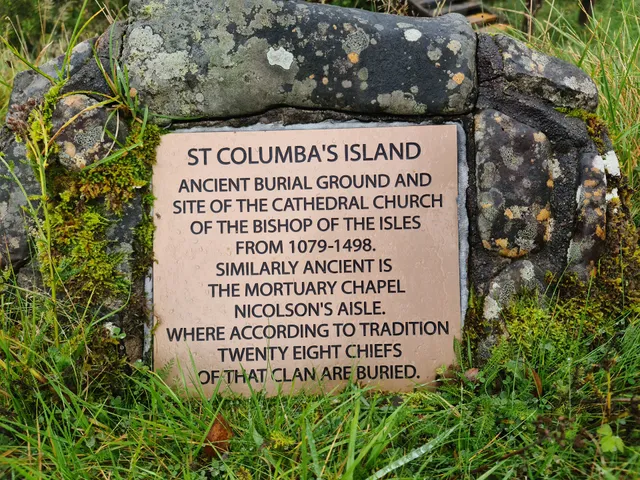 ST COLUMBA'S ISLAND
ANCIENT BURIAL GROUND AND
SITE OF THE CATHEDRAL CHURCH
OF THE BISHOP OF THE ISLES
FROM 1079-1498.
SIMILARLY ANCIENT IS
THE MORTUARY CHAPEL
NICOLSON'S AISLE.
WHERE ACCORDING TO TRADITION
TWENTY EIGHT CHIEFS
OF THAT CLAN ARE BURIED.